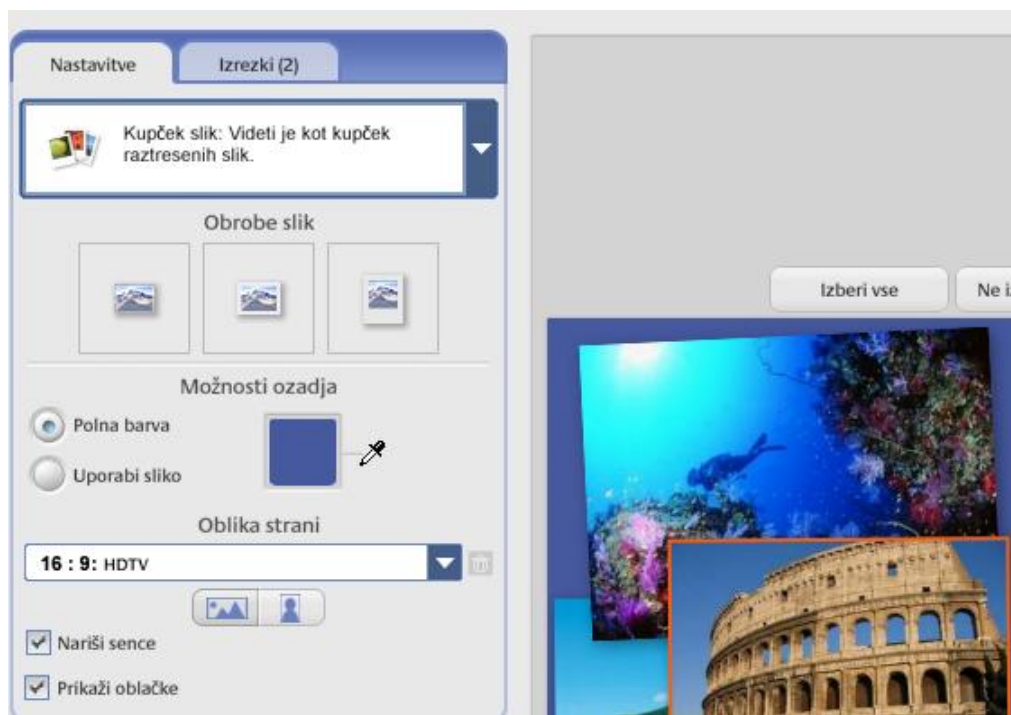 Nastavitve
Izrezki (2)
Kupček slik: Videti je kot kupček
raztresenih slik.
Obrobe slik
Možnosti ozadja
Polna barva
Uporabi sliko
Oblika strani
16 : 9: HDTV
Nariši sence
Prikaži oblačke
Izberi vse
Ne